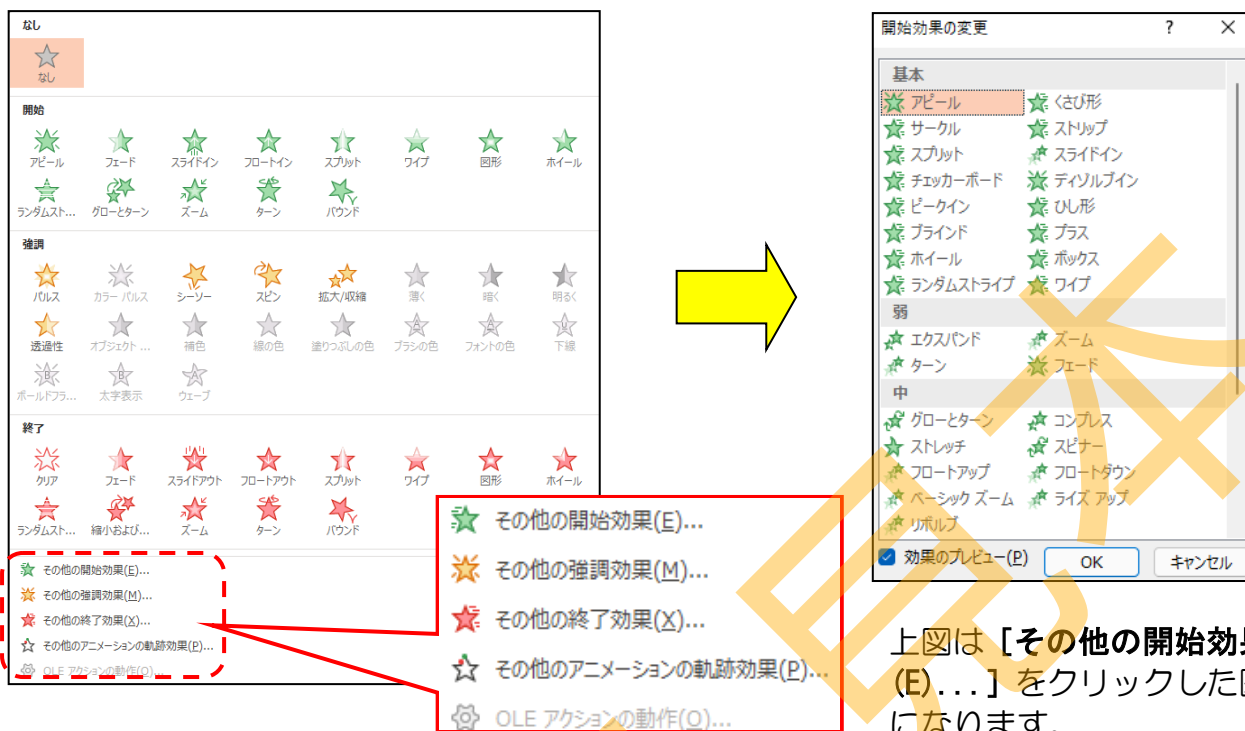 なし
なし
開始
アピール フェード スライドイン フロートイン スプリット ワイプ 図形 ホイール
ランダムスト... グローとターン ズーム ターン バウンド
強調
パルス カラー パルス シーソー スピン 拡大/収縮 薄く 暗く 明るく
透過性 オブジェクト ... 補色 線の色 塗りつぶしの色 ブラシの色 フォントの色 下線
ボールドフラ... 太字表示 ウェーブ
終了
クリア フェード スライドアウト フロートアウト スプリット ワイプ 図形 ホイール
ランダムスト... 縮小および... ズーム ターン バウンド
その他の開始効果(E)...
その他の強調効果(M)...
その他の終了効果(X)...
その他のアニメーションの軌跡効果(P)...
OLE アクションの動作(O)...
その他の開始効果(E)...
その他の強調効果(M)...
その他の終了効果(X)...
その他のアニメーションの軌跡効果(P)...
OLE アクションの動作(O)...
開始効果の変更 ? ×
基本
アピール くさび形
サークル ストリップ
スプリット スライドイン
チェッカーボード ディゾルブイン
ピークイン ひし形
ブラインド プラス
ホイール ボックス
ランダムストライプ ワイプ
弱
エクスパンド ズーム
ターン フェード
中
グローとターン コンプレス
ストレッチ スピナー
フロートアップ フロートダウン
ベーシック ズーム ライズ アップ
リボルブ
効果のプレビュー(P) OK キャンセル
上図は [その他の開始効
(E)...] をクリックした
になります。
見本